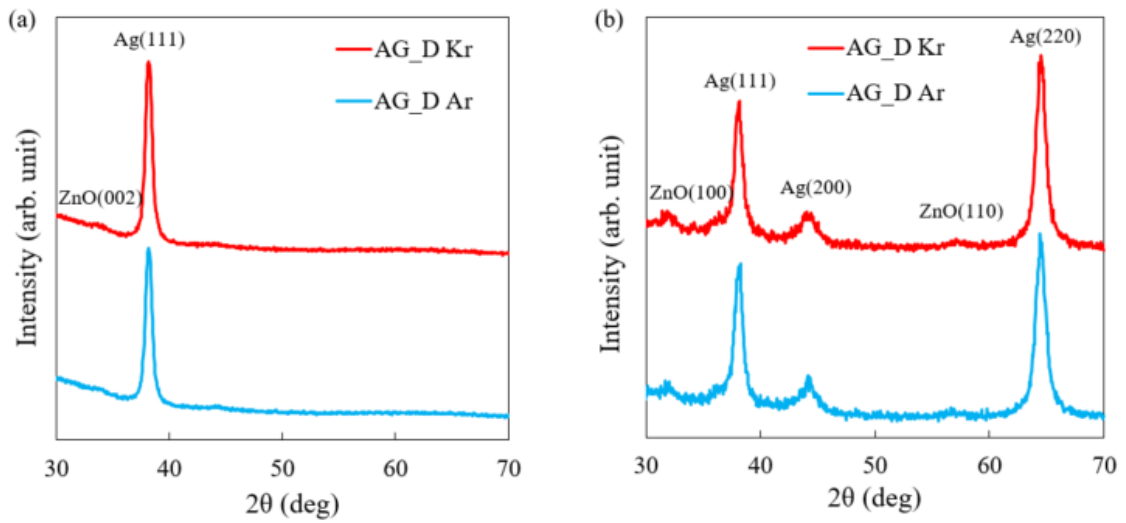 (a)
Ag(111)
AG_D Kr
AG_D Ar
ZnO(002)
Intensity (arb. unit)
30 40 50 60 70
2θ (deg)
(b)
Ag(220)
AG_D Kr
Ag(111)
AG_D Ar
ZnO(100)
Ag(200)
ZnO(110)
Intensity (arb. unit)
30 40 50 60 70
2θ (deg)